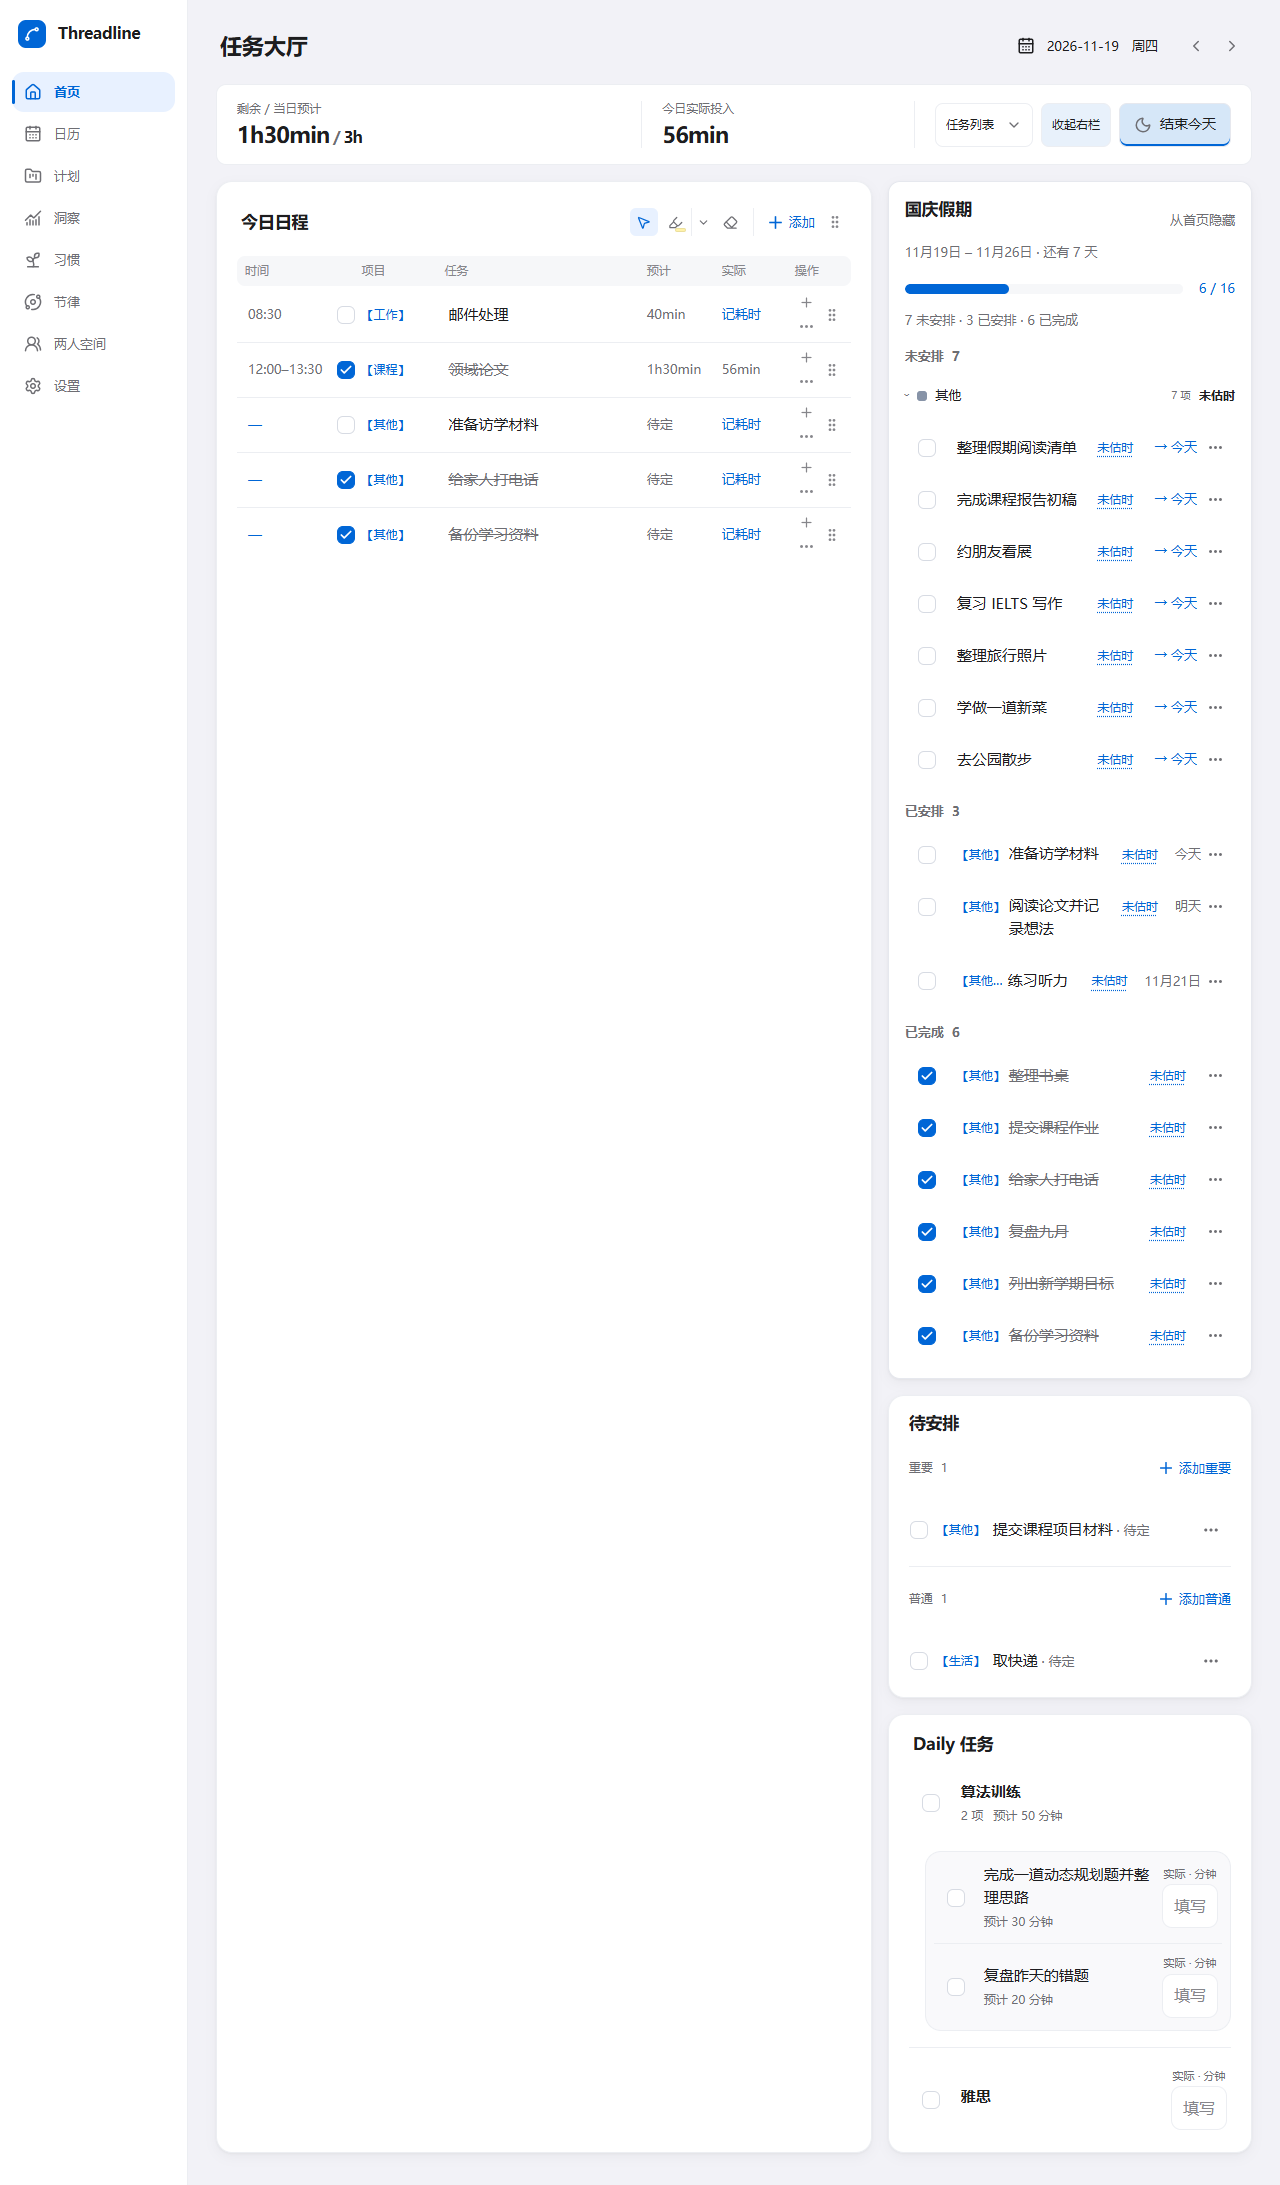 Threadline
首页
日历
计划
洞察
习惯
节律
两人空间
设置
任务大厅
2026-11-19 周四
剩余 / 当日预计
1h30min / 3h
今日实际投入
56min
任务列表
收起右栏
结束今天
今日日程
添加
时间 项目 任务 预计 实际 操作
08:30 【工作】 邮件处理 40min 记耗时
12:00–13:30 【课程】 领域论文 1h30min 56min
— 【其他】 准备访学材料 待定 记耗时
— 【其他】 给家人打电话 待定 记耗时
— 【其他】 备份学习资料 待定 记耗时
国庆假期
从首页隐藏
11月19日 – 11月26日 · 还有 7 天
6 / 16
7 未安排 · 3 已安排 · 6 已完成
未安排 7
其他 7 项 未估时
整理假期阅读清单 未估时 → 今天
完成课程报告初稿 未估时 → 今天
约朋友看展 未估时 → 今天
复习 IELTS 写作 未估时 → 今天
整理旅行照片 未估时 → 今天
学做一道新菜 未估时 → 今天
去公园散步 未估时 → 今天
已安排 3
【其他】 准备访学材料 未估时 今天
【其他】 阅读论文并记 未估时 明天
录想法
【其他... 练习听力 未估时 11月21日
已完成 6
【其他】 整理书桌 未估时
【其他】 提交课程作业 未估时
【其他】 给家人打电话 未估时
【其他】 复盘九月 未估时
【其他】 列出新学期目标 未估时
【其他】 备份学习资料 未估时
待安排
重要 1 添加重要
【其他】 提交课程项目材料 · 待定
普通 1 添加普通
【生活】 取快递 · 待定
Daily 任务
算法训练
2 项 预计 50 分钟
完成一道动态规划题并整
理思路
预计 30 分钟
实际 · 分钟
填写
复盘昨天的错题
预计 20 分钟
实际 · 分钟
填写
雅思
实际 · 分钟
填写